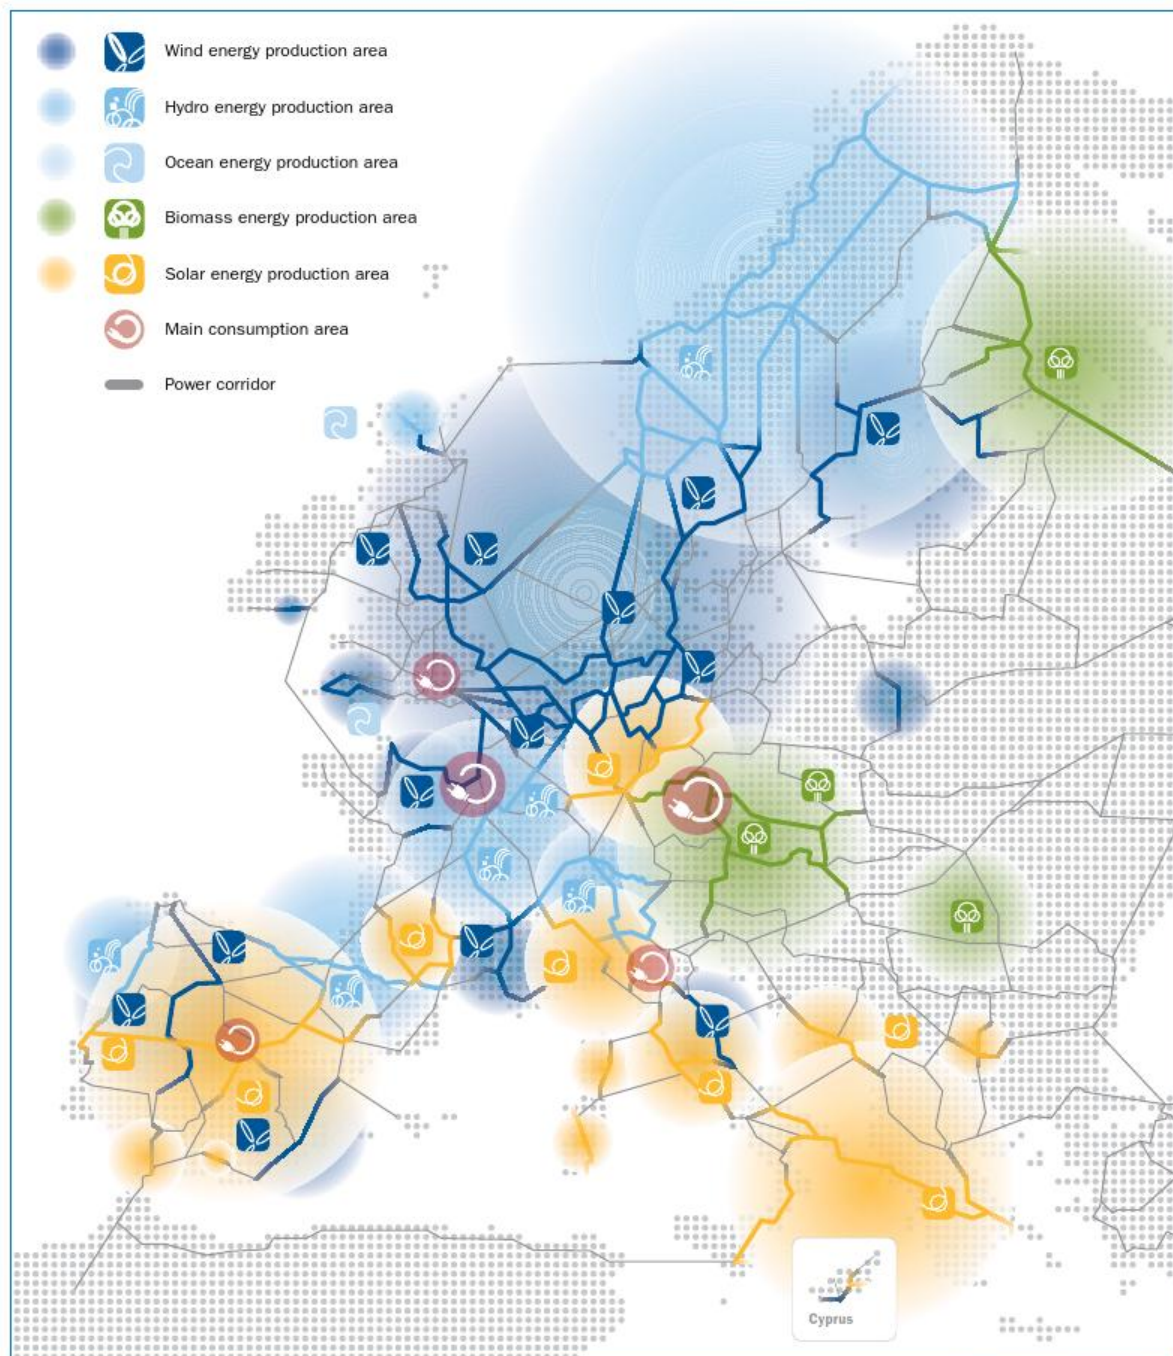 Wind energy production area
Hydro energy production area
Ocean energy production area
Biomass energy production area
Solar energy production area
Main consumption area
Power corridor
Cyprus